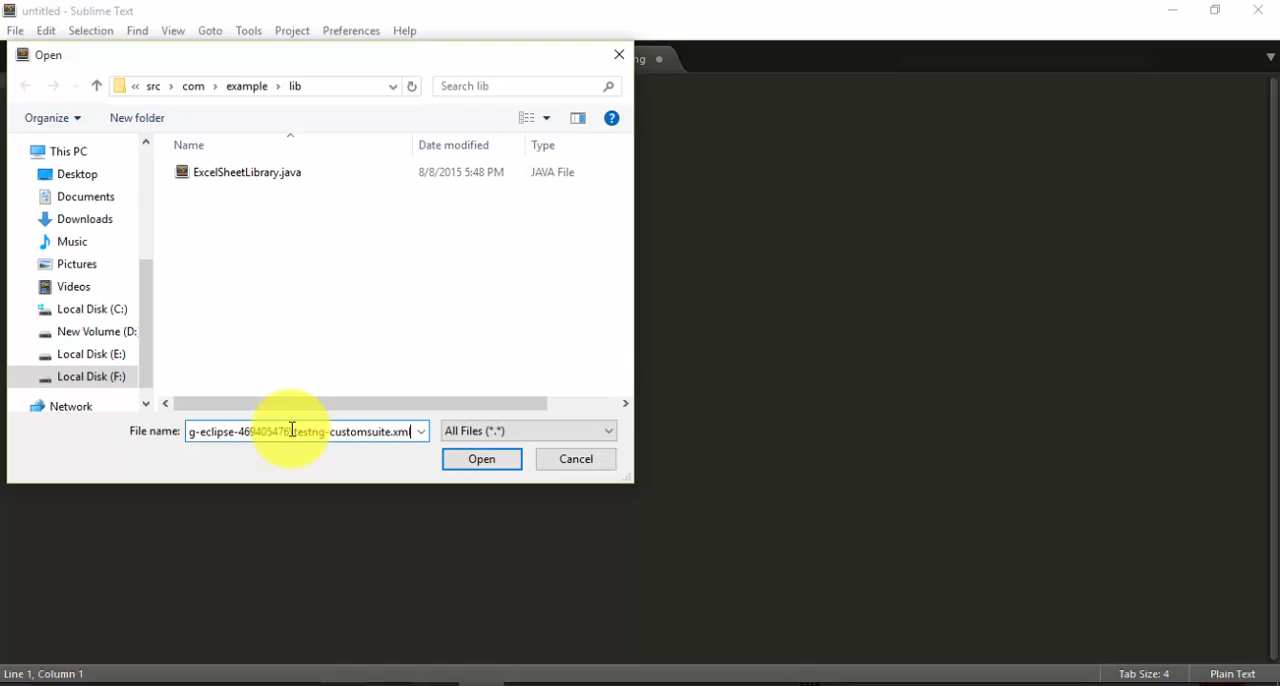 untitled - Sublime Text
File Edit Selection Find View Goto Tools Project Preferences Help
Open
ng
« src › com › example › lib
Search lib
Organize New folder
This PC
Desktop
Documents
Downloads
Music
Pictures
Videos
Local Disk (C:)
New Volume (D:
Local Disk (E:)
Local Disk (F:)
Network
Name Date modified Type
ExcelSheetLibrary.java 8/8/2015 5:48 PM JAVA File
File name: testng-customsuite.xml
All Files (*.*)
Open Cancel
Line 1, Column 1
Tab Size: 4 Plain Text